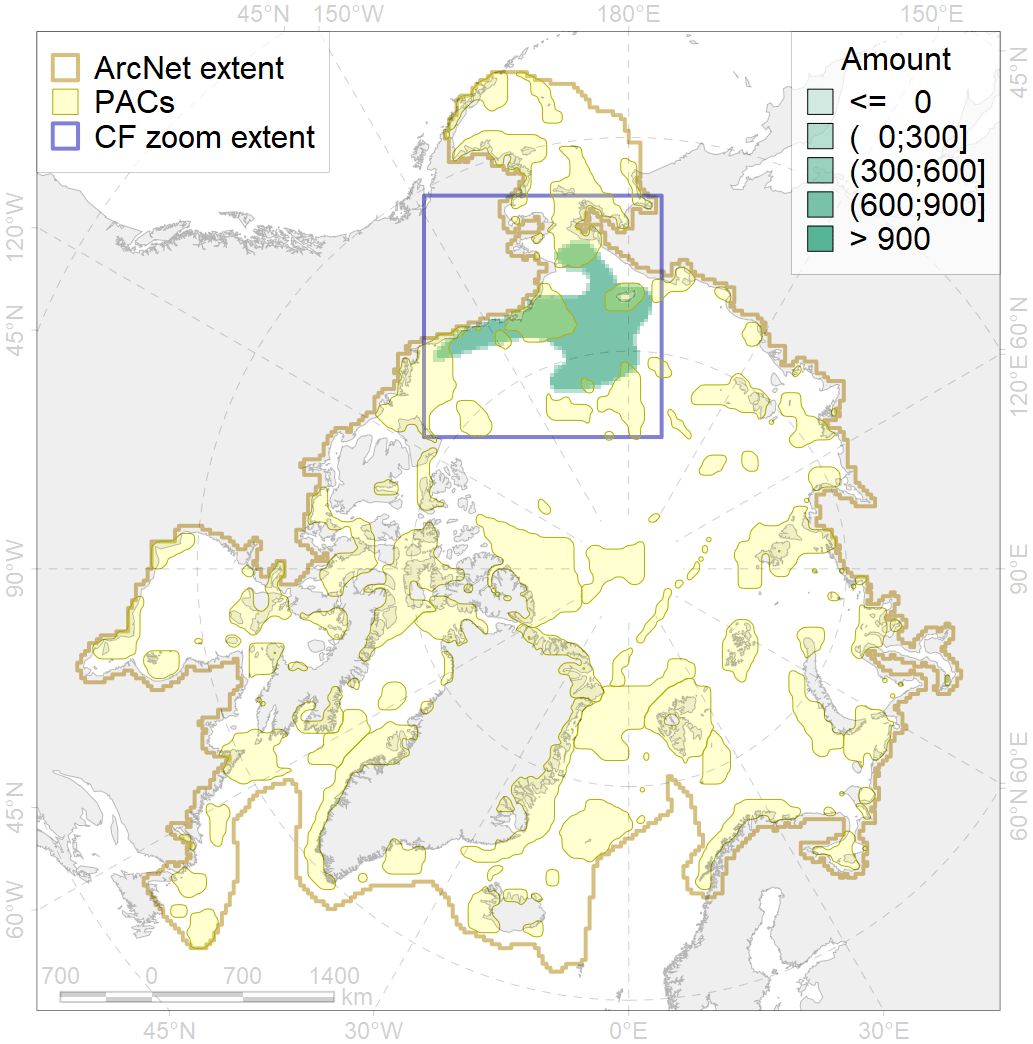 45°N 150°W 180°E 150°E
ArcNet extent
PACs
CF zoom extent
Amount
<= 0
( 0;300]
(300;600]
(600;900]
> 900
45°N
120°W
45°N
90°W
45°N
60°W
60°N
120°E
90°E
60°E
60°N
700 0 700 1400
km
45°N 30°W 0°E 30°E